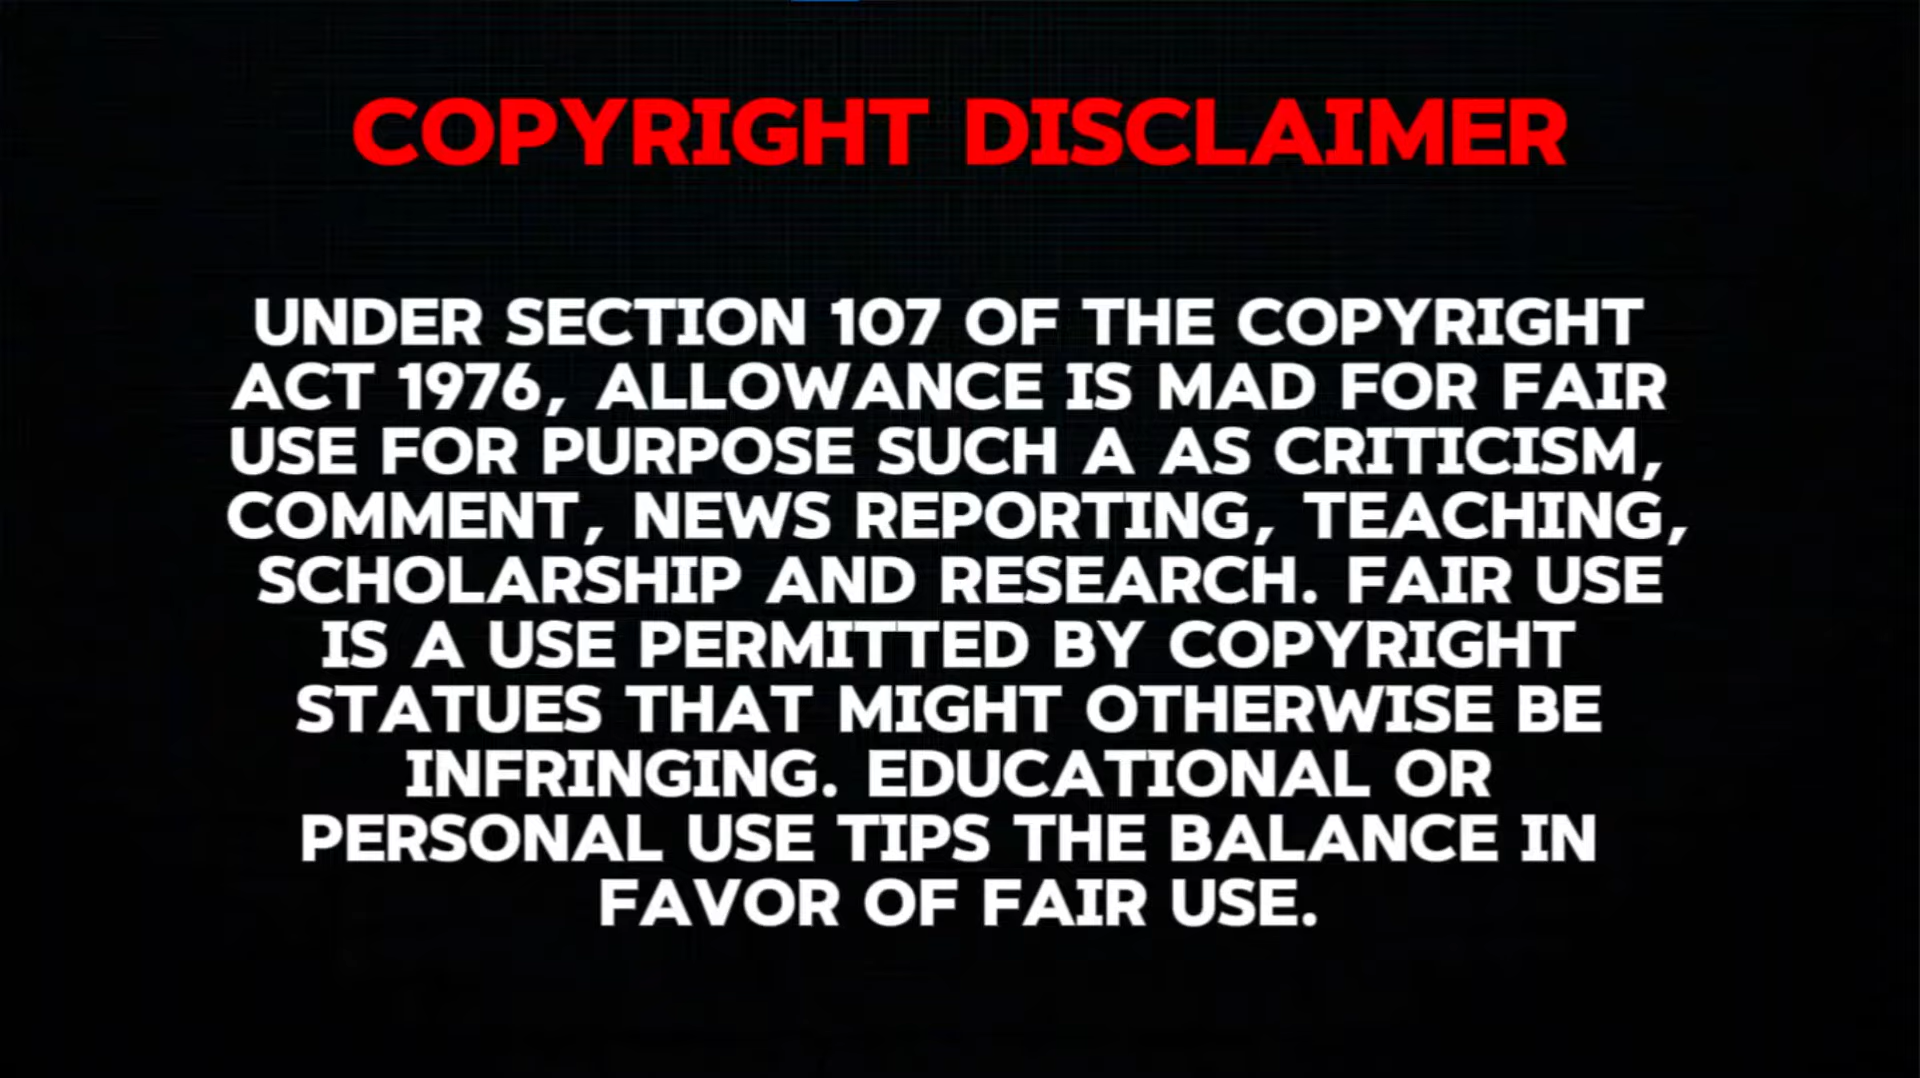 COPYRIGHT DISCLAIMER
UNDER SECTION 107 OF THE COPYRIGHT
ACT 1976, ALLOWANCE IS MAD FOR FAIR
USE FOR PURPOSE SUCH A AS CRITICISM,
COMMENT, NEWS REPORTING, TEACHING,
SCHOLARSHIP AND RESEARCH. FAIR USE
IS A USE PERMITTED BY COPYRIGHT
STATUES THAT MIGHT OTHERWISE BE
INFRINGING. EDUCATIONAL OR
PERSONAL USE TIPS THE BALANCE IN
FAVOR OF FAIR USE.